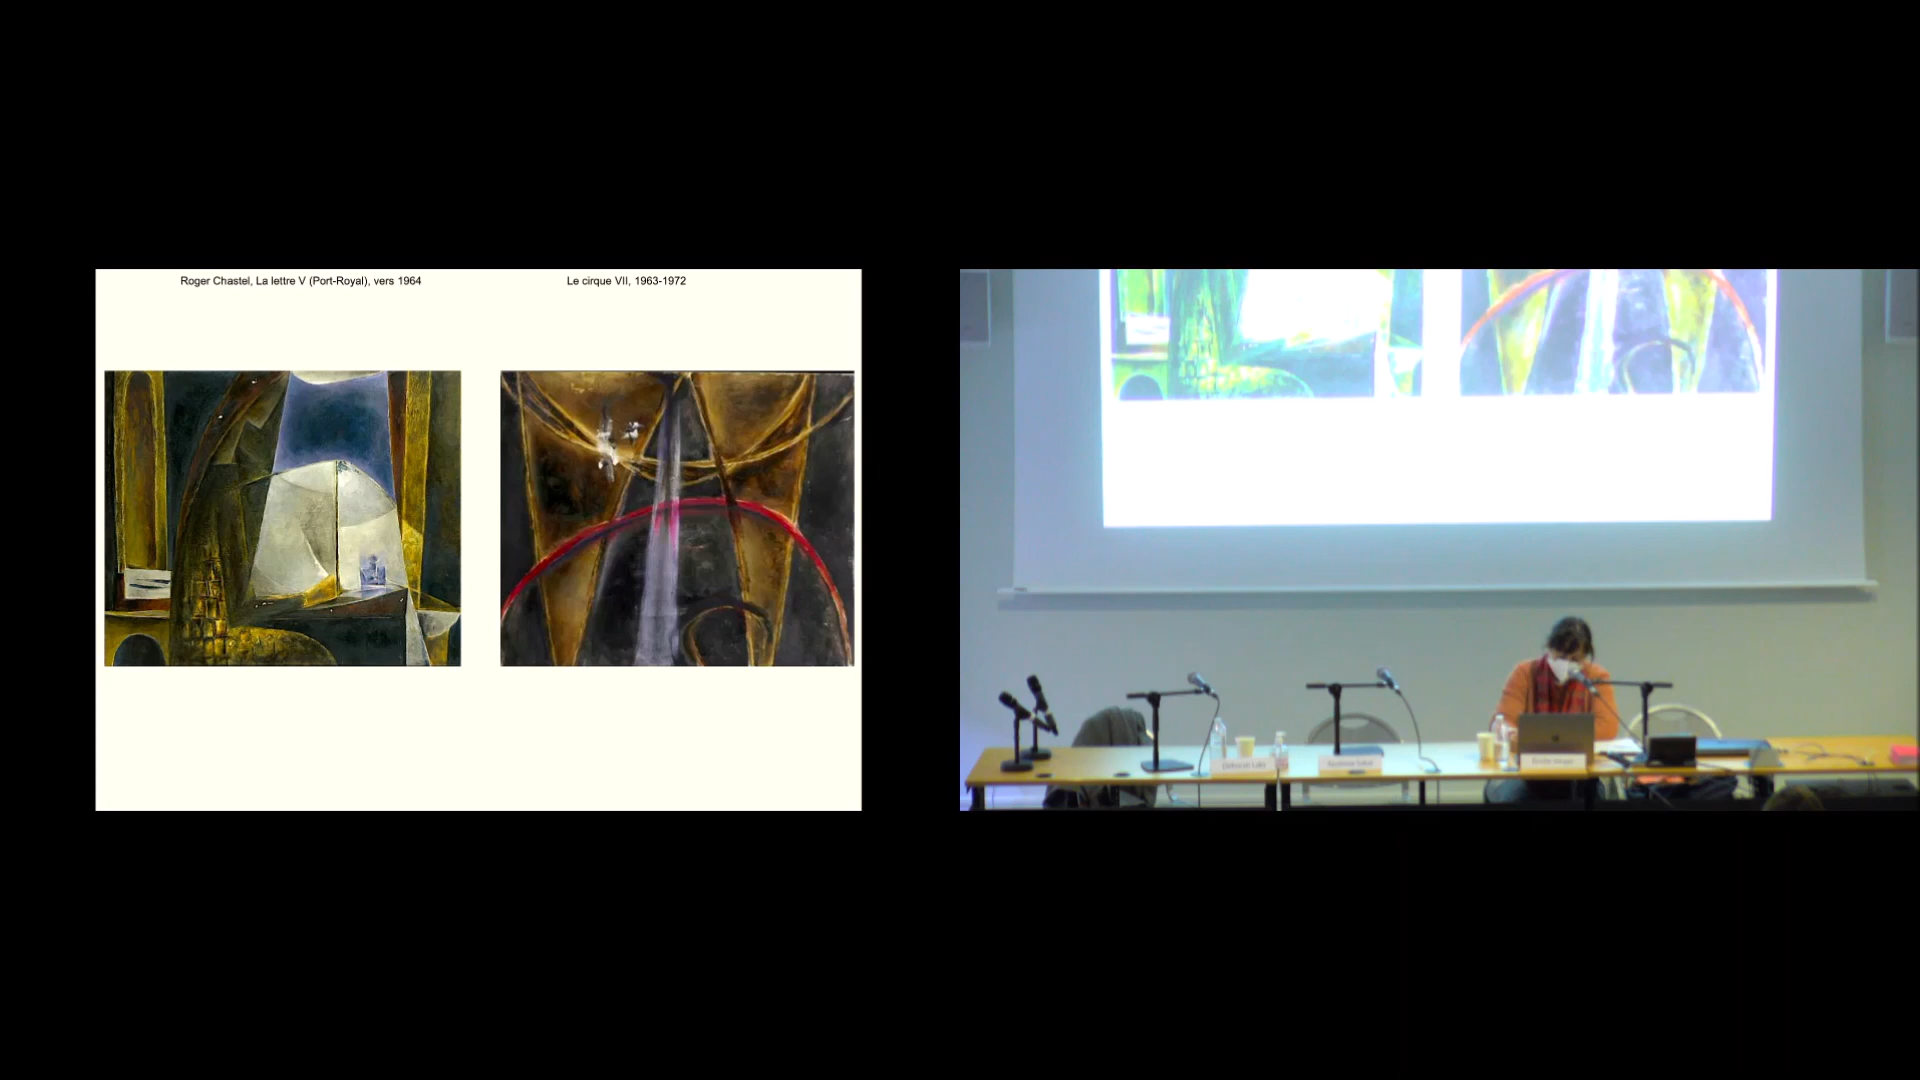 Roger Chastel, La lettre V (Port-Royal), vers 1964
Le cirque VII, 1963-1972